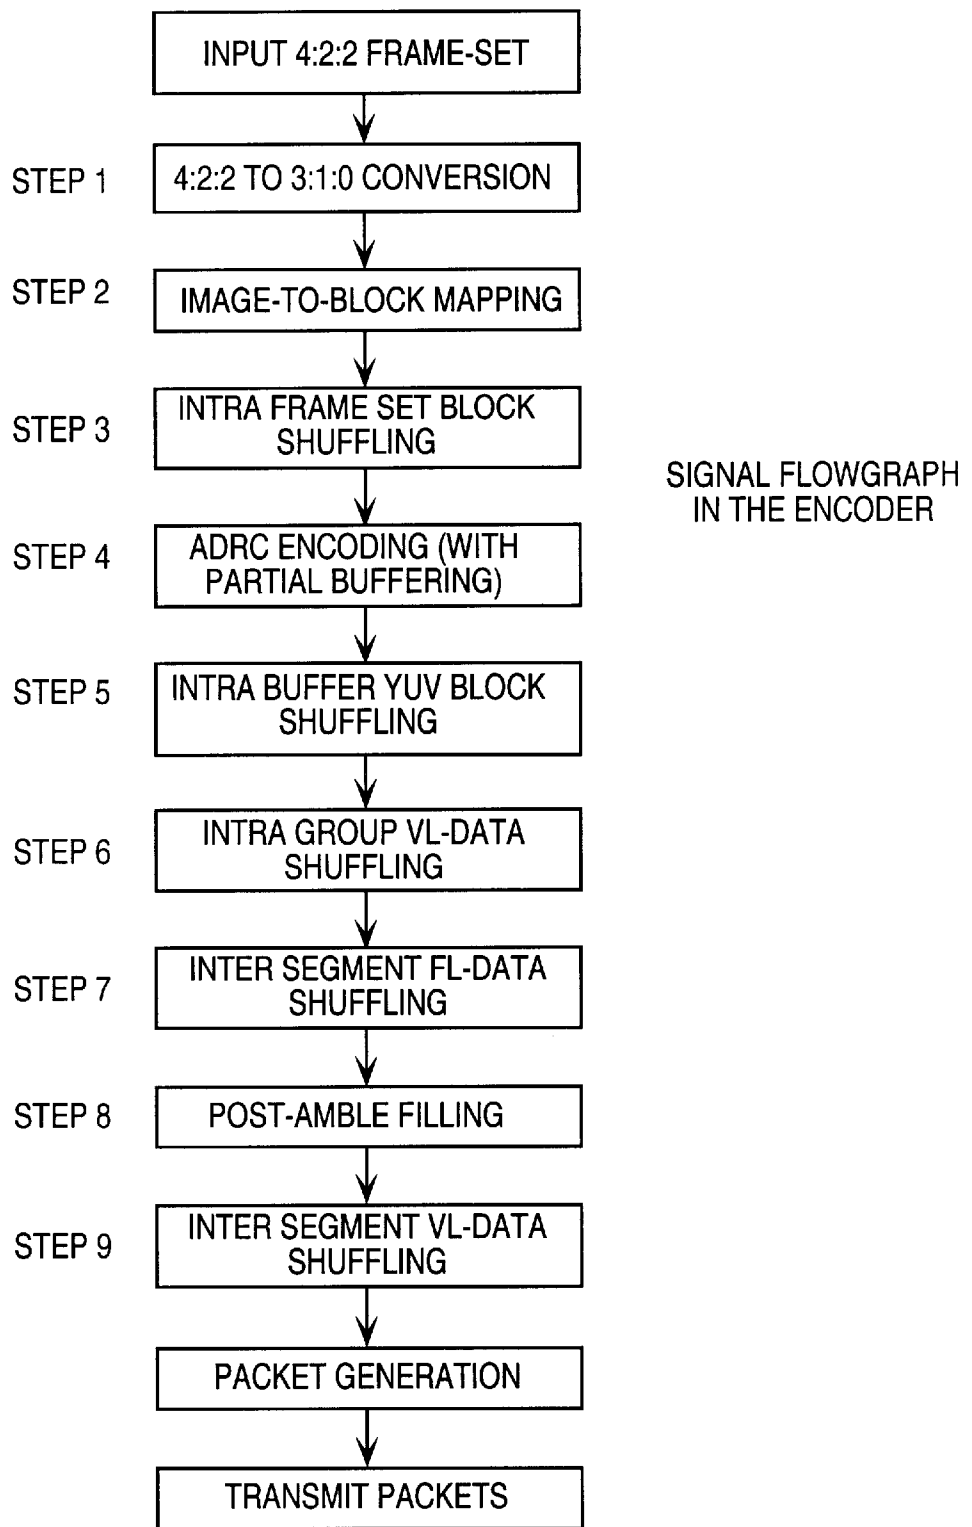 INPUT 4:2:2 FRAME-SET
STEP 1
4:2:2 TO 3:1:0 CONVERSION
STEP 2
IMAGE-TO-BLOCK MAPPING
STEP 3
INTRA FRAME SET BLOCK
SHUFFLING
SIGNAL FLOWGRAPH
IN THE ENCODER
STEP 4
ADRC ENCODING (WITH
PARTIAL BUFFERING)
STEP 5
INTRA BUFFER YUV BLOCK
SHUFFLING
STEP 6
INTRA GROUP VL-DATA
SHUFFLING
STEP 7
INTER SEGMENT FL-DATA
SHUFFLING
STEP 8
POST-AMBLE FILLING
STEP 9
INTER SEGMENT VL-DATA
SHUFFLING
PACKET GENERATION
TRANSMIT PACKETS